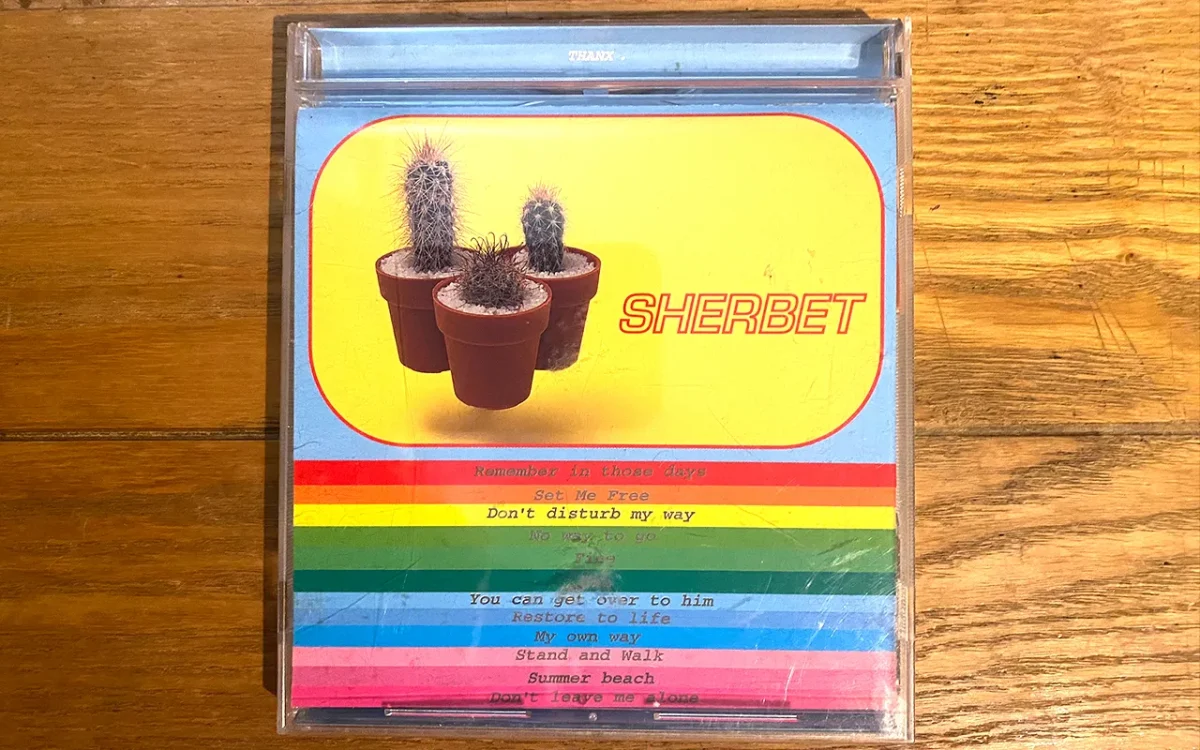 THANX
SHERBET
Remember in those days
Set Me Free
Don't disturb my way
No way to go
Fine
You can get over to him
Restore to life
My own way
Stand and Walk
Summer beach
Don't leave me alone